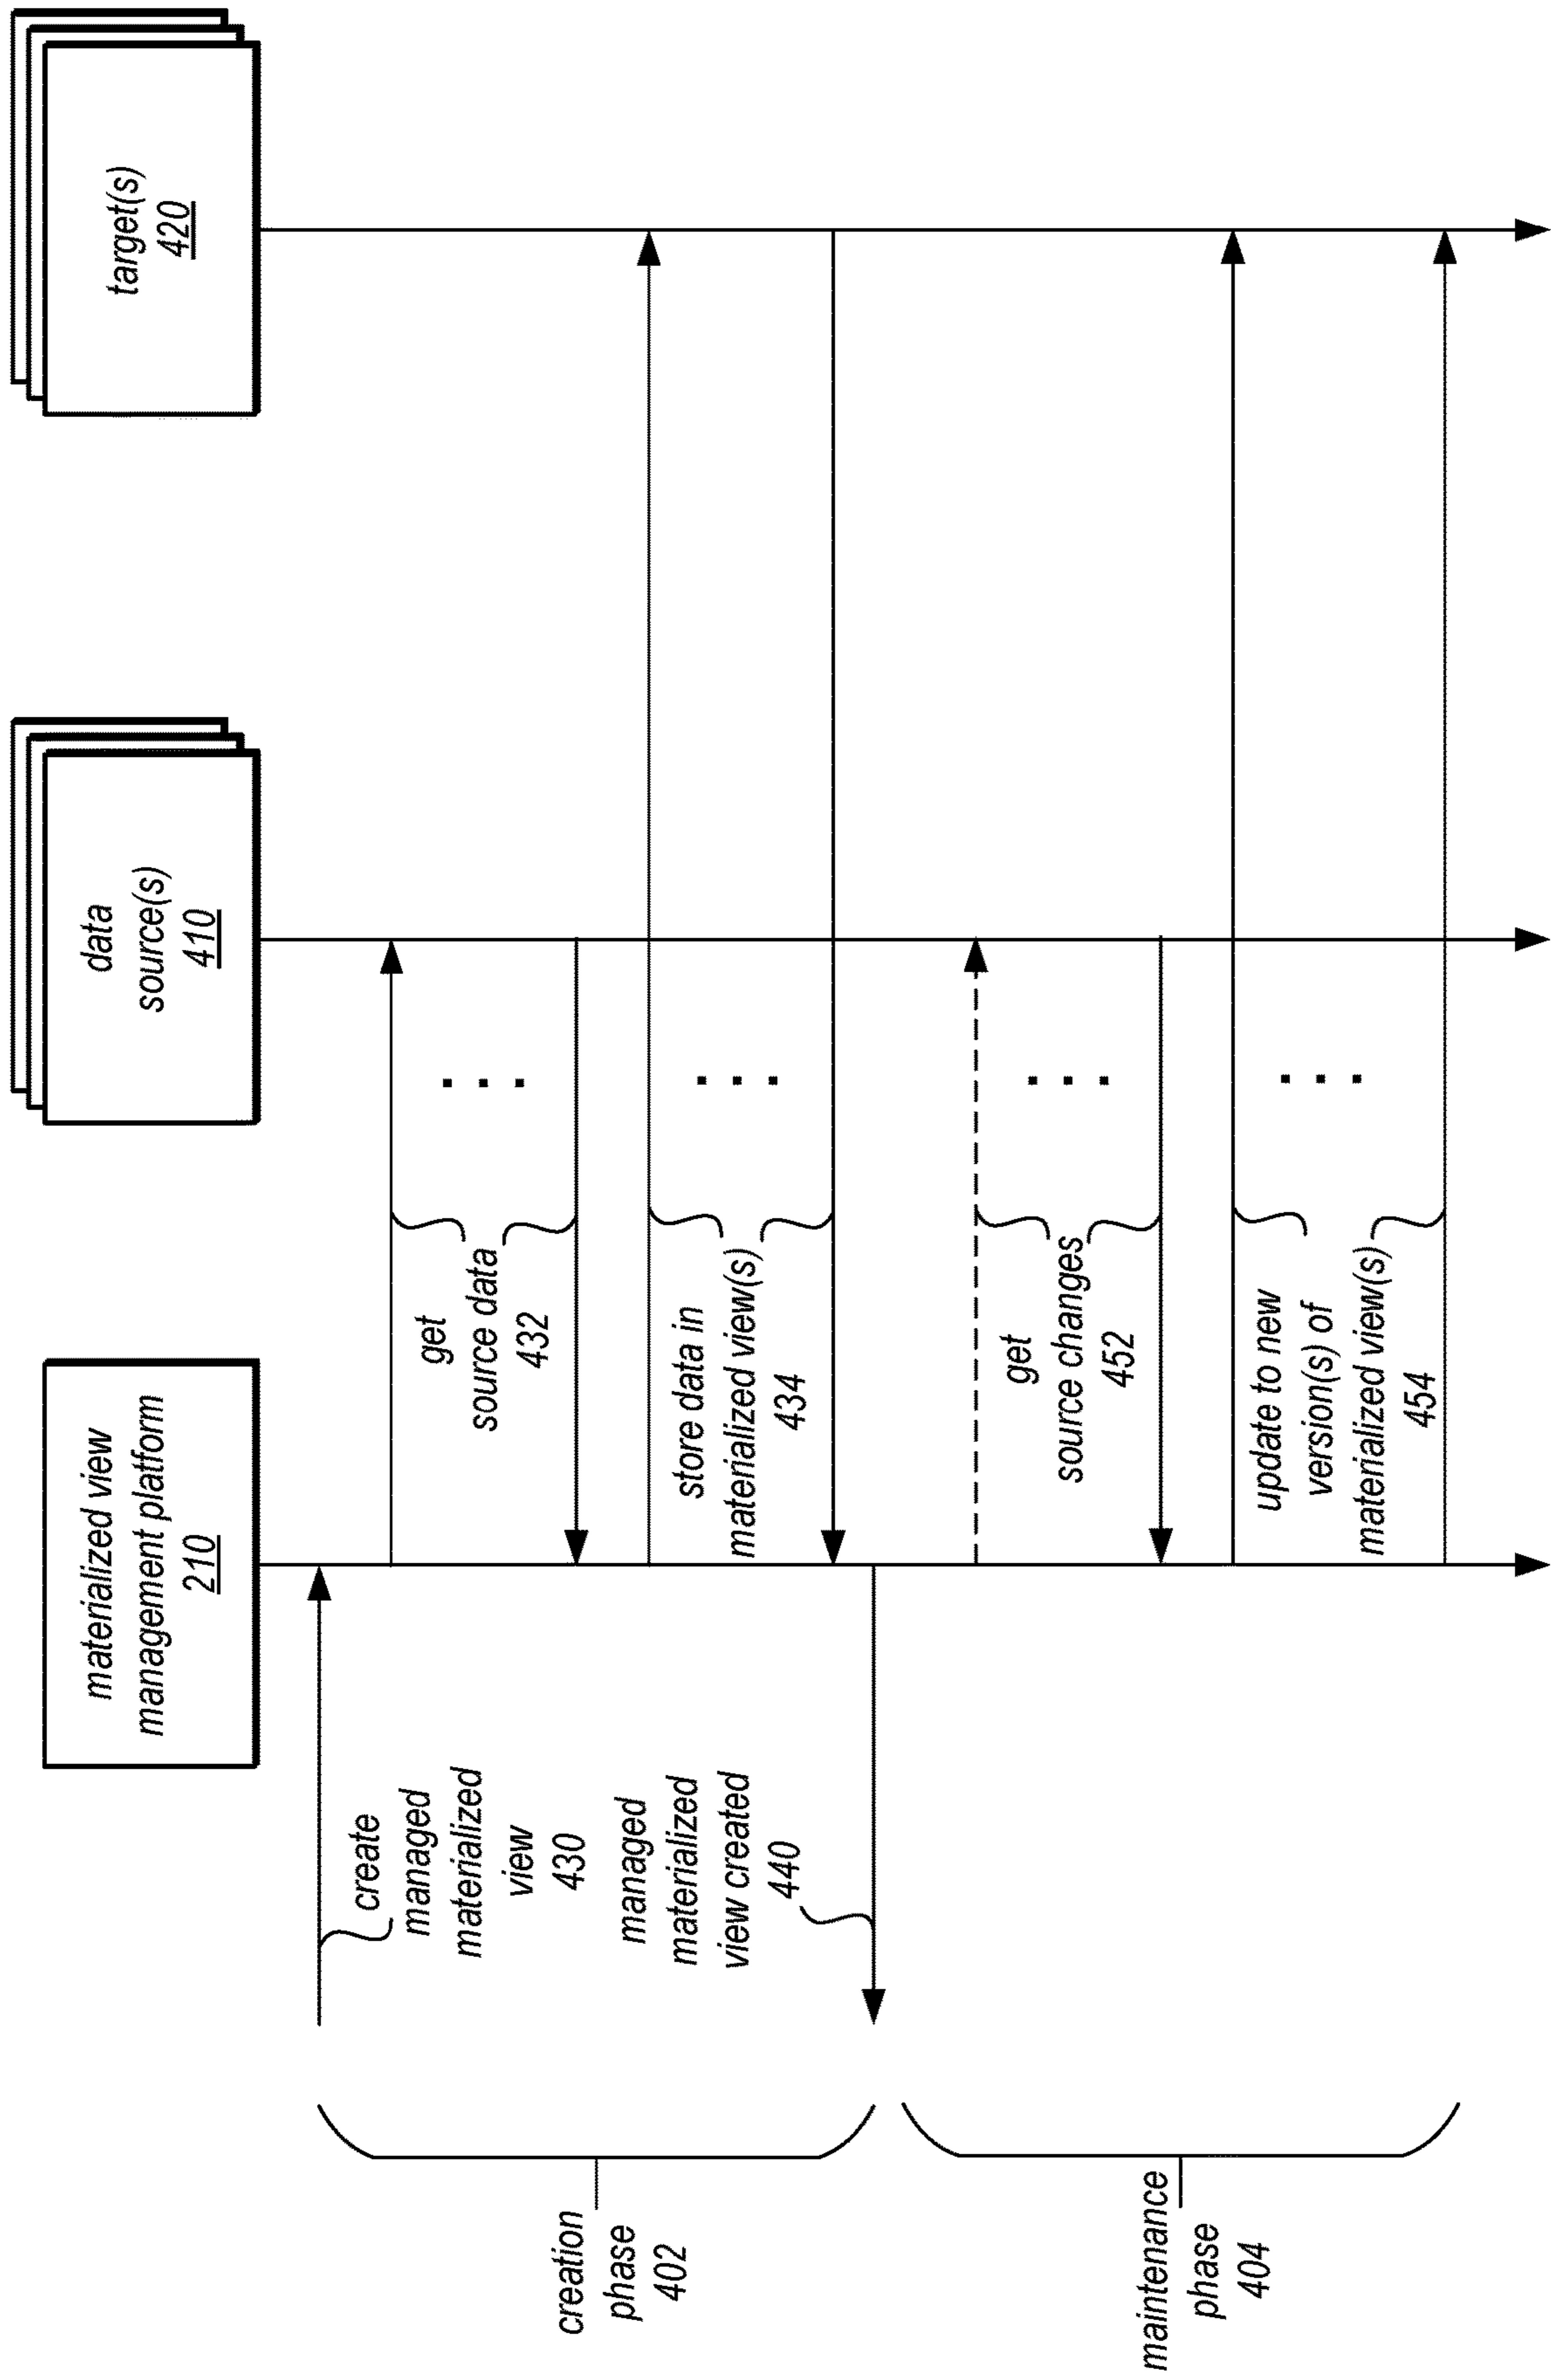 materialized view
management platform
210
data
source(s)
410
target(s)
420
creation
phase
402
create
managed
materialized
view
430
get
source data
432
. . .
store data in
materialized view(s)
434
. . .
managed
materialized
view created
440
maintenance
phase
404
get
source changes
452
. . .
update to new
version(s) of
materialized view(s)
454
. . .